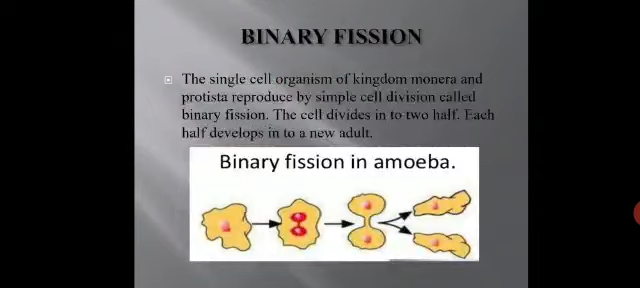 BINARY FISSION
The single cell organism of kingdom monera and
protista reproduce by simple cell division called
binary fission. The cell divides in to two half. Each
half develops in to a new adult.
Binary fission in amoeba.